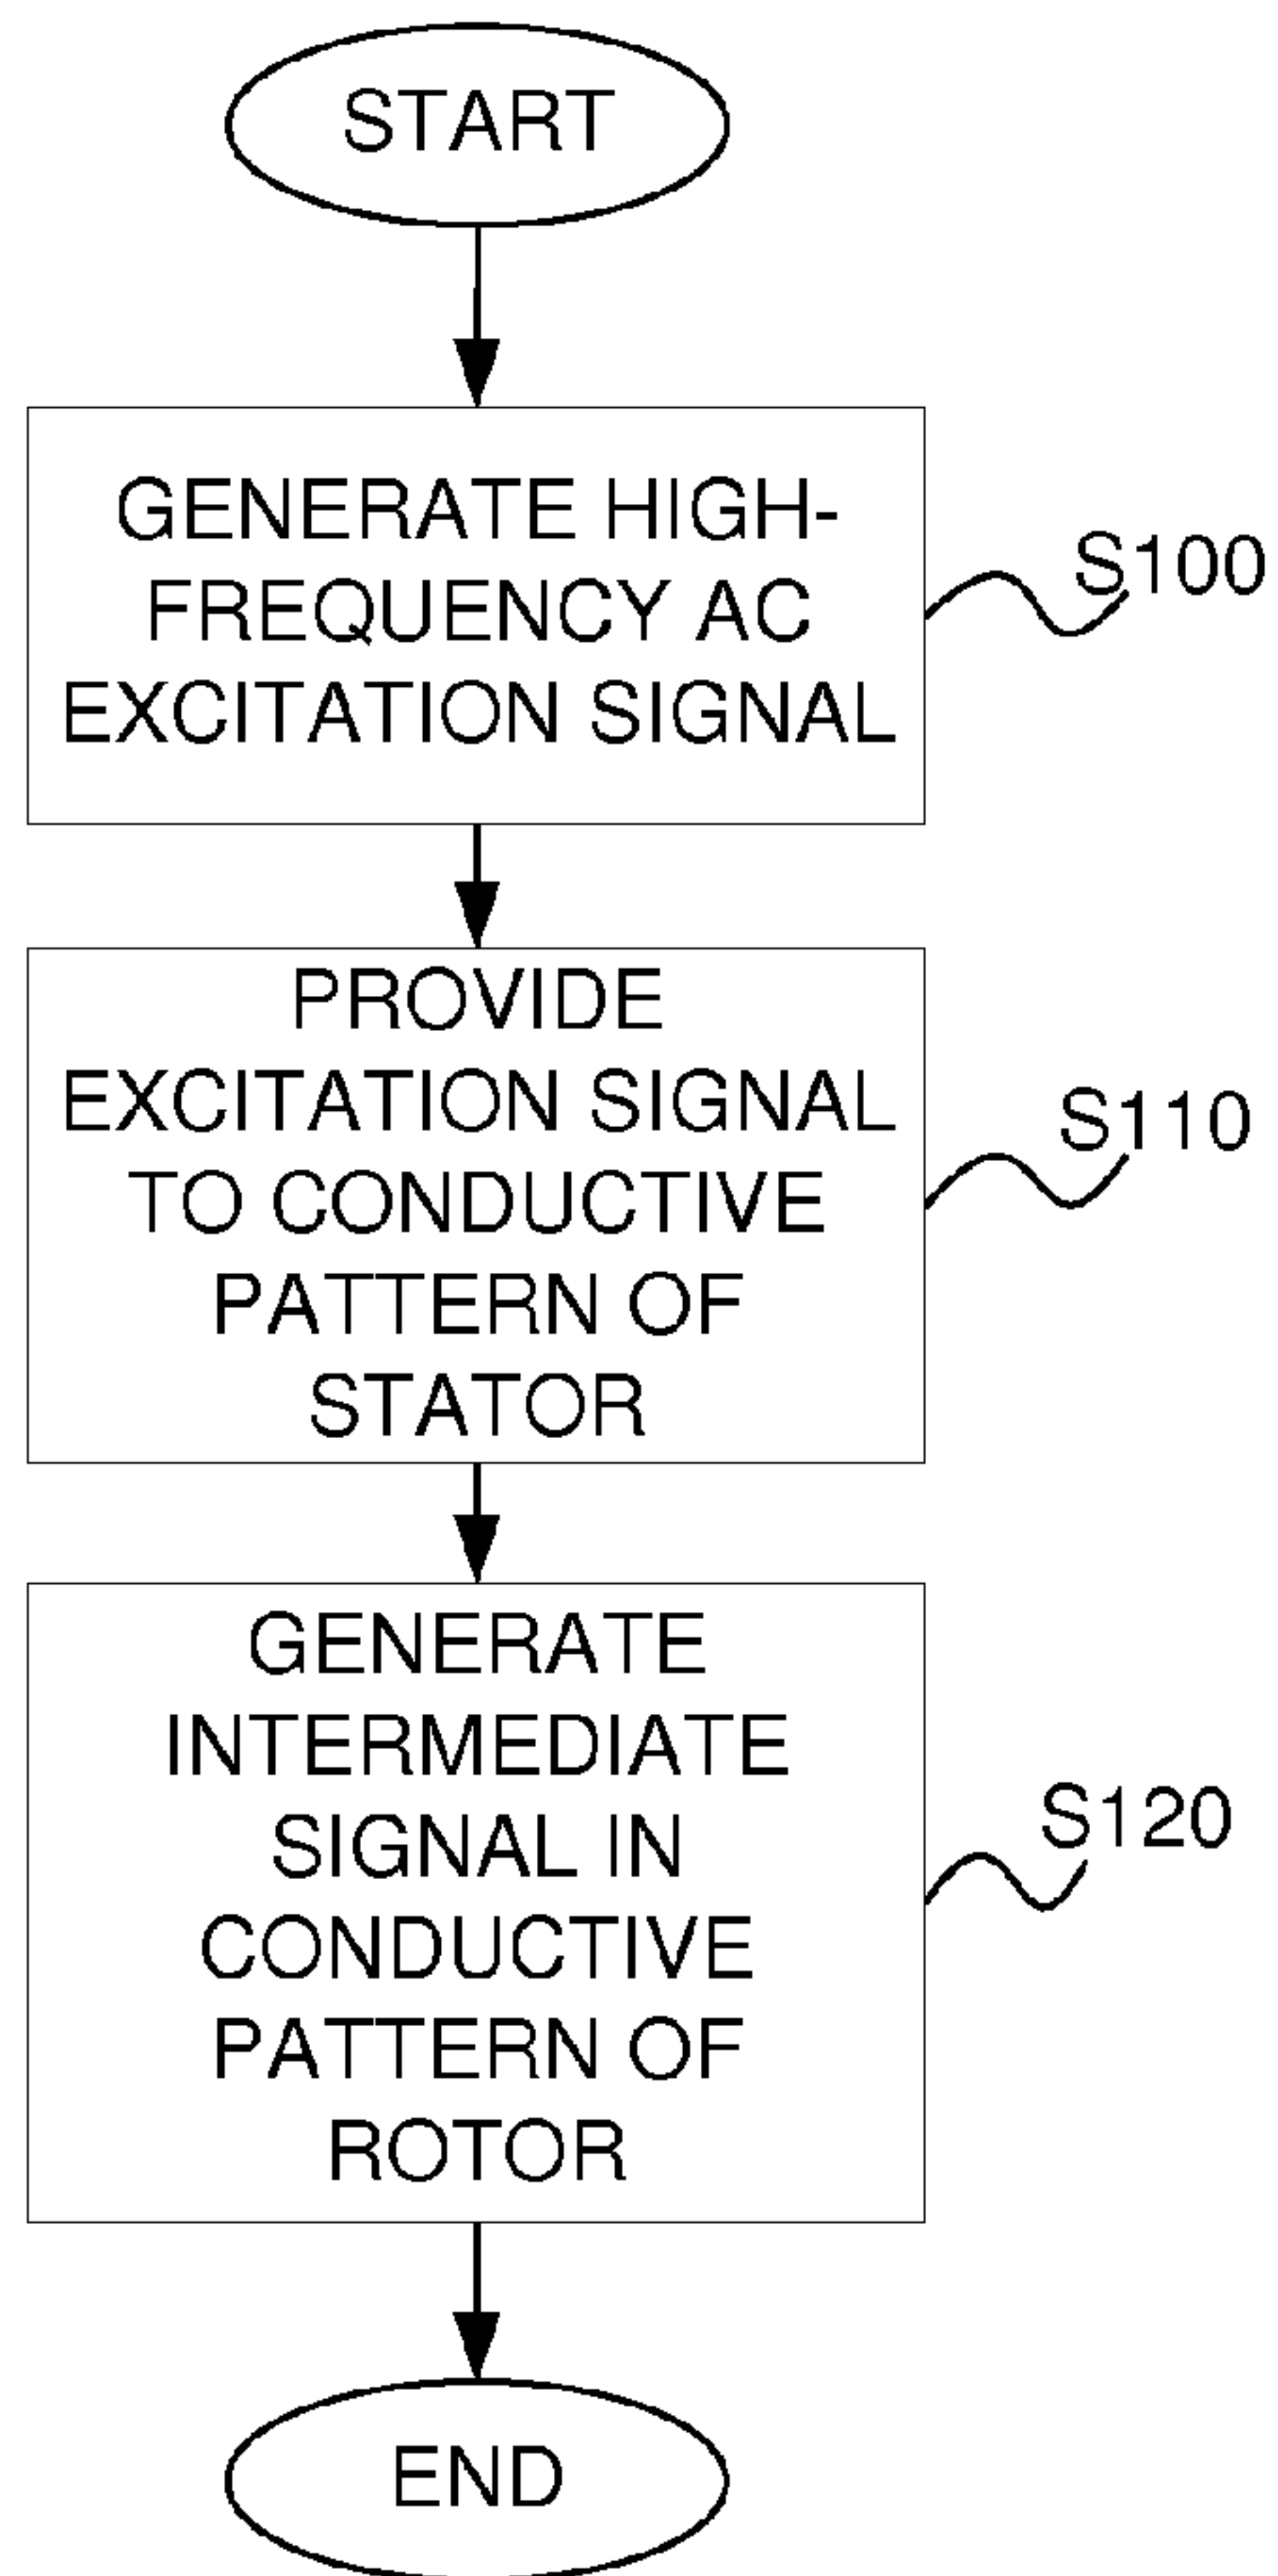 START
GENERATE HIGH-
FREQUENCY AC
EXCITATION SIGNAL
S100
PROVIDE
EXCITATION SIGNAL
TO CONDUCTIVE
PATTERN OF
STATOR
S110
GENERATE
INTERMEDIATE
SIGNAL IN
CONDUCTIVE
PATTERN OF
ROTOR
S120
END